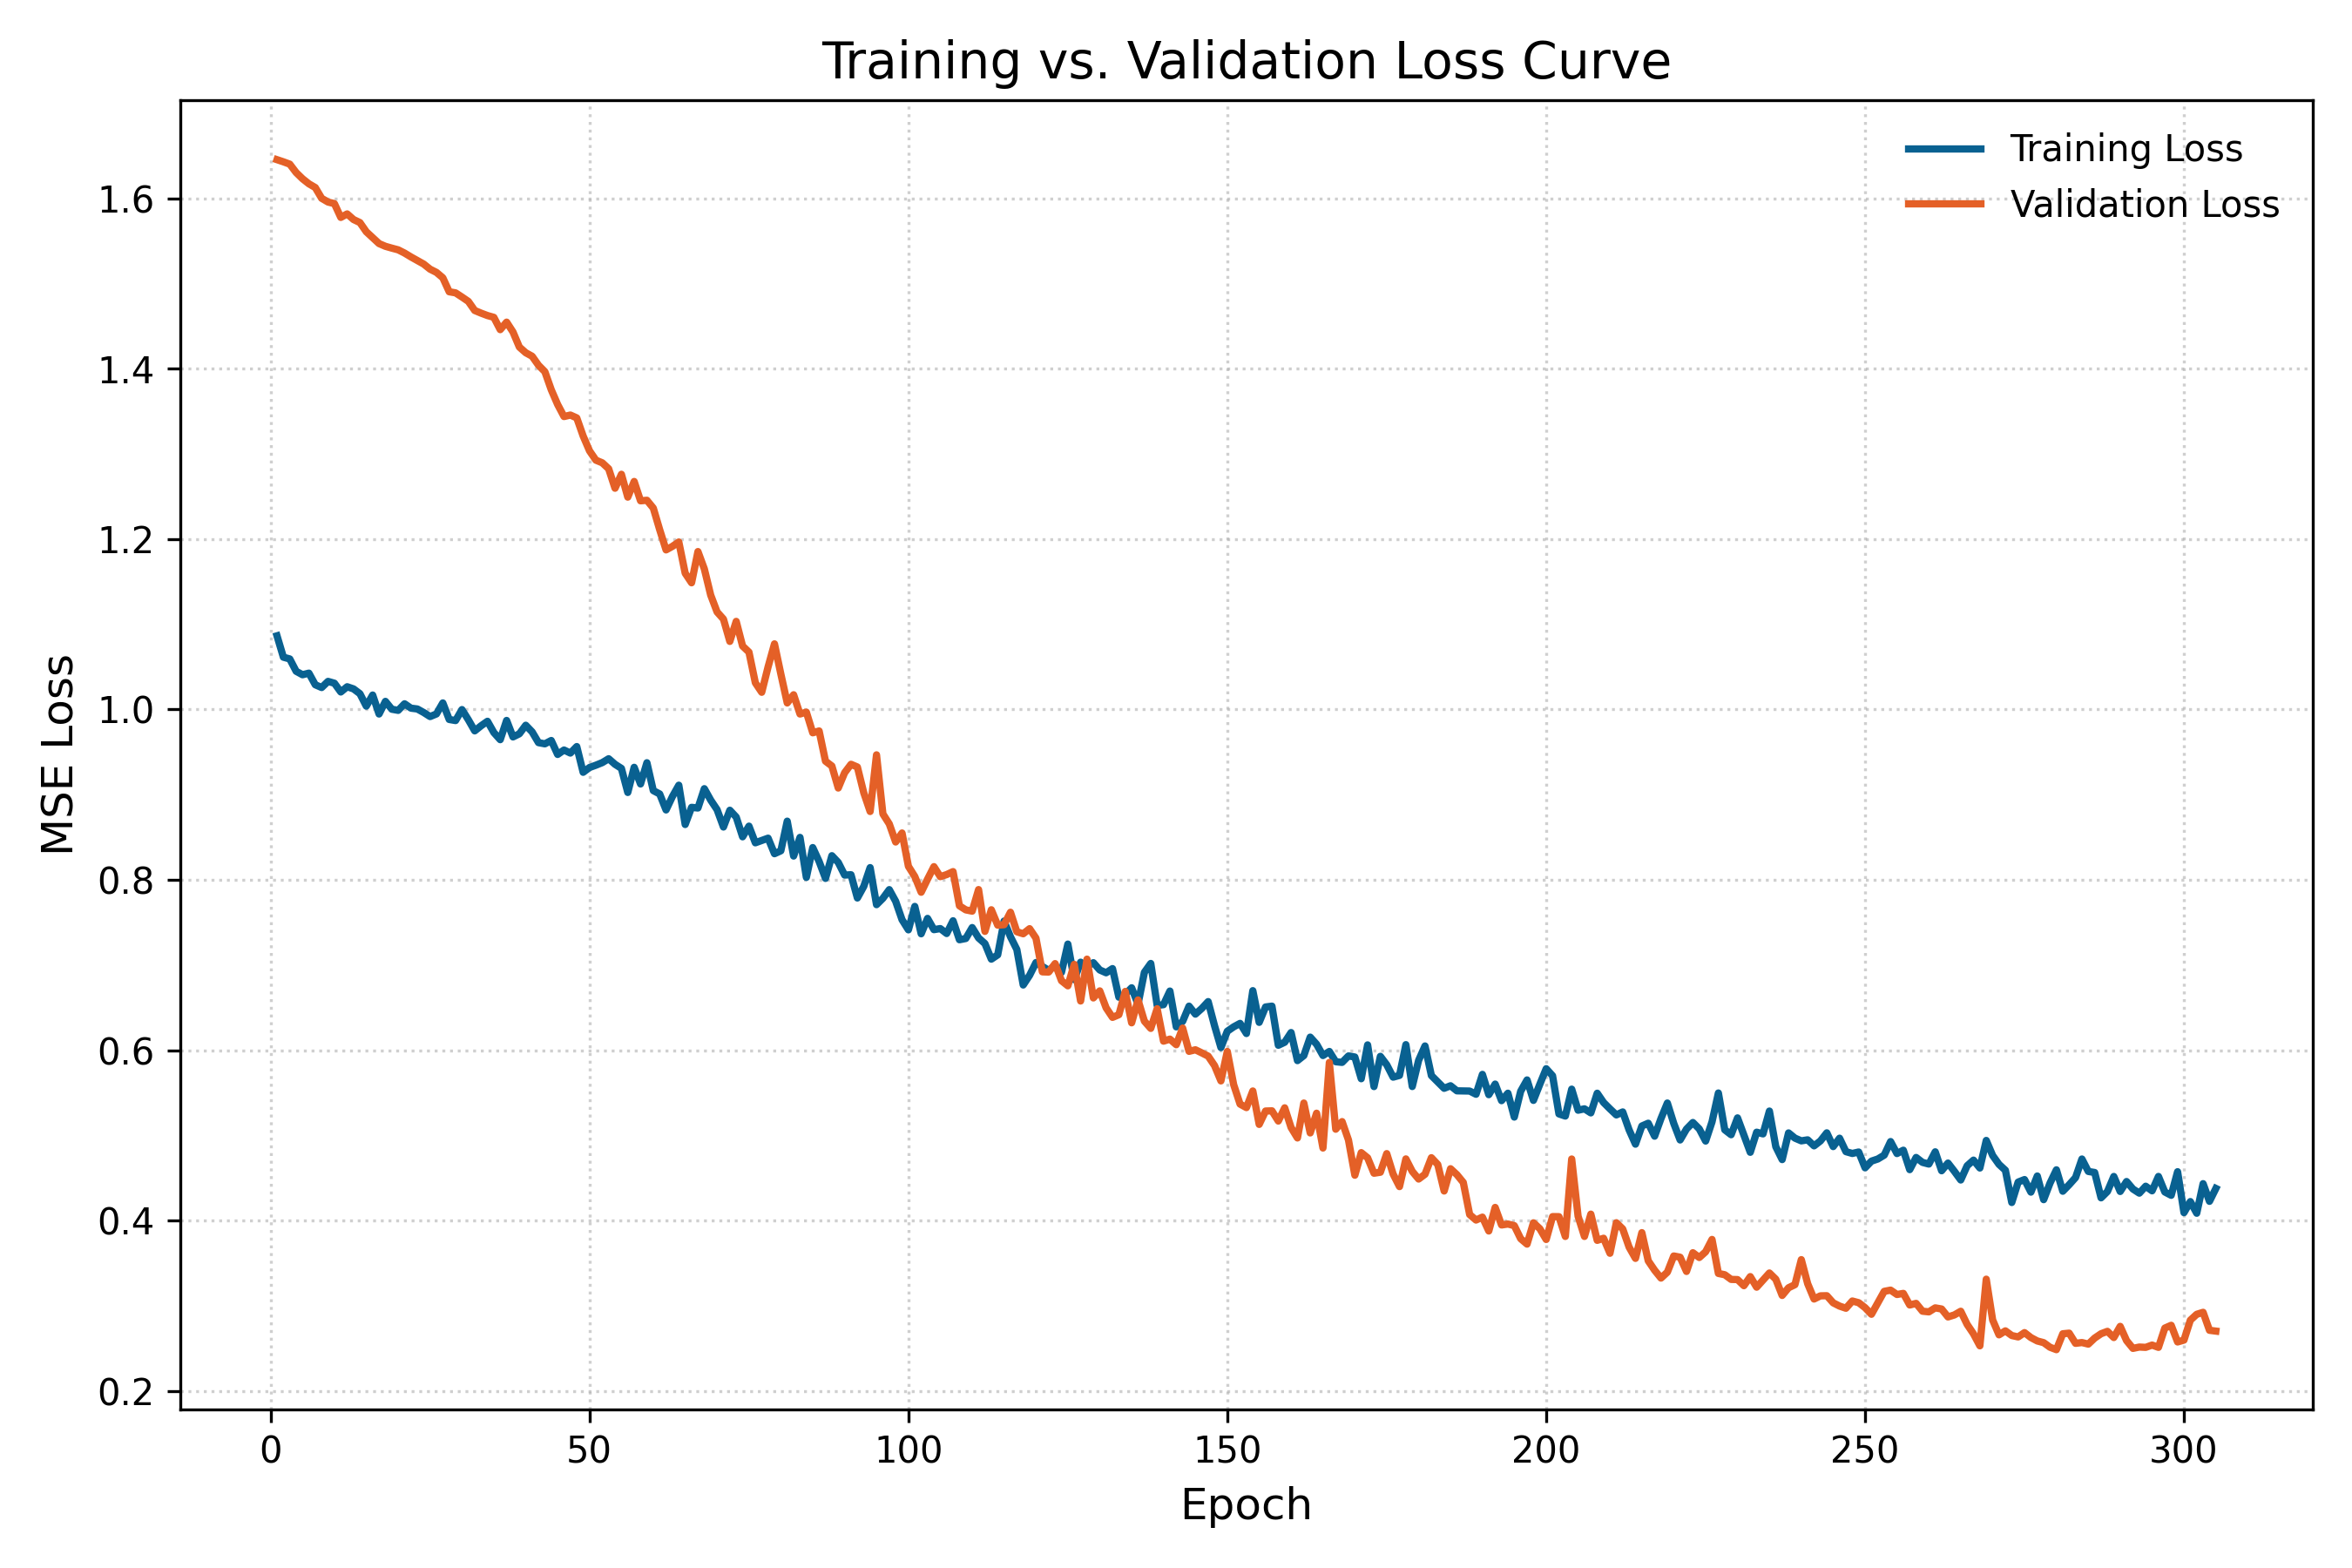 Training vs. Validation Loss Curve
Training Loss
Validation Loss
1.6
1.4
1.2
1.0
0.8
0.6
0.4
0.2
MSE Loss
0 50 100 150 200 250 300
Epoch